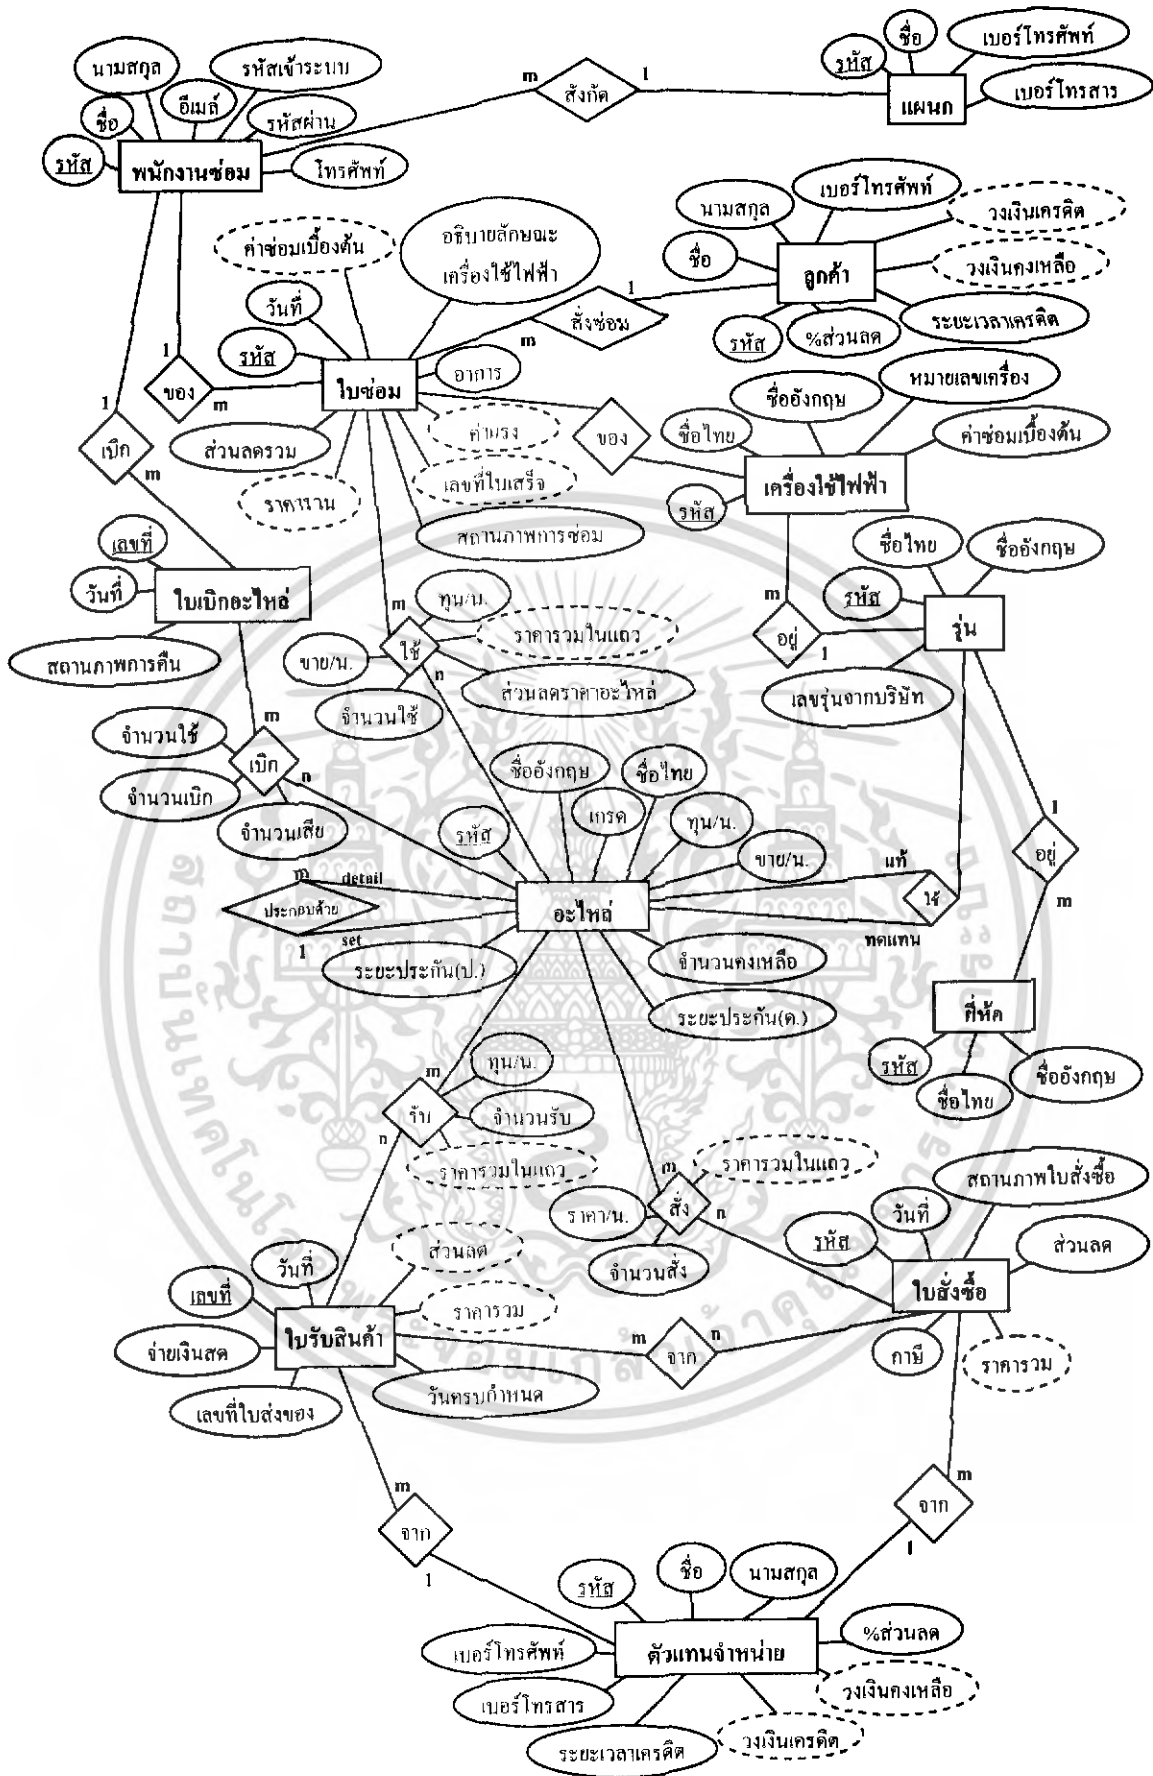 นามสกุล
รหัสเข้าระบบ
ชื่อ
อีเมล์
รหัสผ่าน
รหัส
พนักงานซ่อม
โทรศัพท์
m
สังกัด
1
รหัส
ชื่อ
เบอร์โทรศัพท์
แผนก
เบอร์โทรสาร
ค่าซ่อมเบื้องต้น
อธิบายลักษณะ
เครื่องใช้ไฟฟ้า
วันที่
รหัส
ใบซ่อม
อาการ
ส่วนลดรวม
ค่าแรง
เลขที่ใบเสร็จ
สถานภาพการซ่อม
1
ของ
m
1
เบิก
m
m
สั่งซ่อม
1
นามสกุล
เบอร์โทรศัพท์
วงเงินเครดิต
ชื่อ
ลูกค้า
วงเงินคงเหลือ
รหัส
%ส่วนลด
ระยะเวลาเครดิต
ของ
ชื่อไทย
ชื่ออังกฤษ
หมายเลขเครื่อง
ค่าซ่อมเบื้องต้น
เครื่องใช้ไฟฟ้า
รหัส
m
อยู่
1
ชื่อไทย
ชื่ออังกฤษ
รหัส
รุ่น
เลขรุ่นจากบริษัท
เลขที่
วันที่
ใบเบิกอะไหล่
สถานภาพการคืน
m
ทุน/น.
ใช้
ราคารวมในแถว
ขาย/น.
n
ส่วนลดราคาอะไหล่
จำนวนใช้
m
จำนวนใช้
เบิก
n
จำนวนเบิก
จำนวนเสีย
ชื่ออังกฤษ
เกรด
ชื่อไทย
ทุน/น.
รหัส
ขาย/น.
อะไหล่
m
detail
ประกอบด้วย
1
set
ระยะประกัน(ป.)
จำนวนคงเหลือ
ระยะประกัน(ด.)
แท้
ใช้
ทดแทน
1
อยู่
m
ยี่ห้อ
รหัส
ชื่อไทย
ชื่ออังกฤษ
m
ทุน/น.
รับ
จำนวนรับ
n
ราคารวมในแถว
m
ราคารวมในแถว
สั่ง
n
ราคา/น.
จำนวนสั่ง
สถานภาพใบสั่งซื้อ
วันที่
รหัส
ส่วนลด
ใบสั่งซื้อ
ภาษี
ราคารวม
วันที่
ส่วนลด
เลขที่
ราคารวม
ใบรับสินค้า
จ่ายเงินสด
เลขที่ใบส่งของ
วันครบกำหนด
m
จาก
n
m
จาก
1
m
จาก
1
รหัส
ชื่อ
นามสกุล
เบอร์โทรศัพท์
ตัวแทนจำหน่าย
%ส่วนลด
เบอร์โทรสาร
วงเงินคงเหลือ
ระยะเวลาเครดิต
วงเงินเครดิต